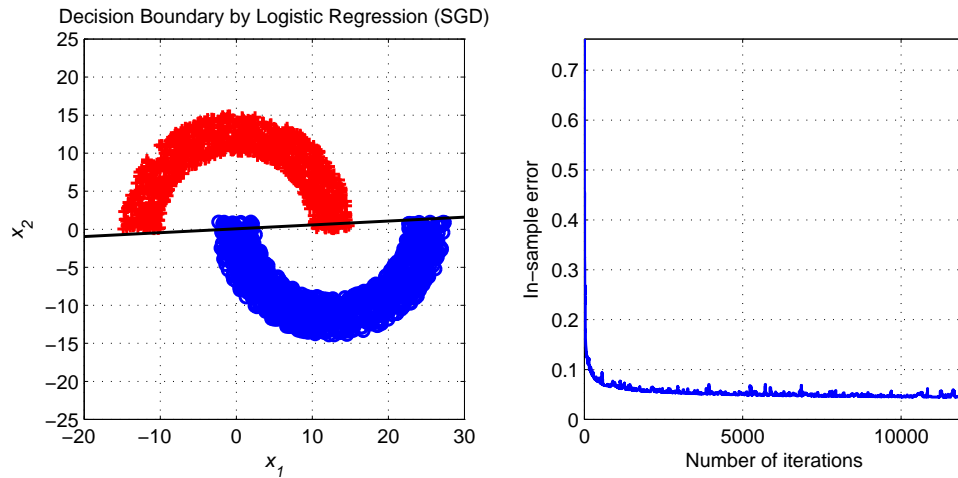 Decision Boundary by Logistic Regression (SGD)
25
20
15
10
5
0
−5
−10
−15
−20
−25
x_2
−20 −10 0 10 20 30
x_1
0.7
0.6
0.5
0.4
0.3
0.2
0.1
0
In−sample error
0 5000 10000
Number of iterations